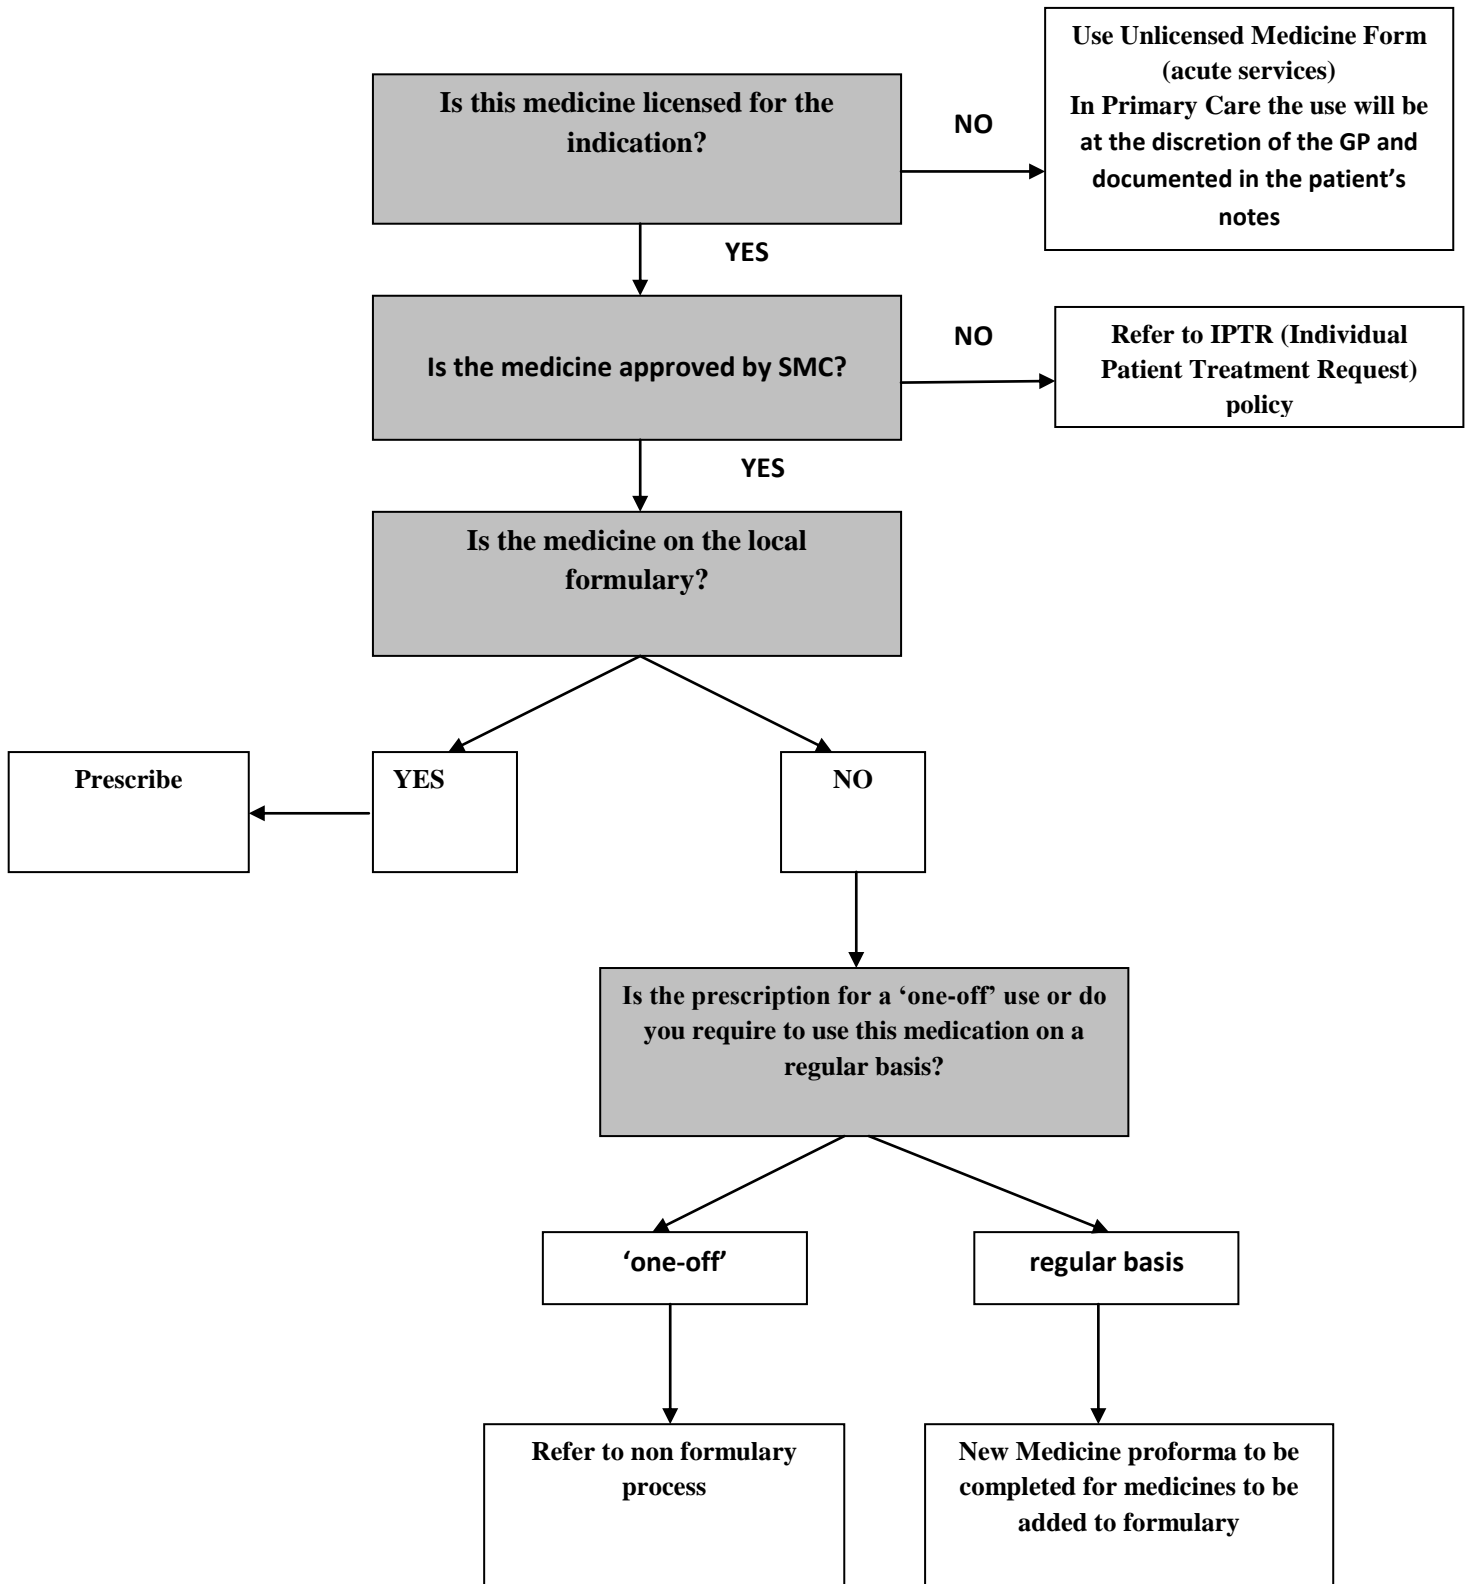 Use Unlicensed Medicine Form
(acute services)
In Primary Care the use will be
at the discretion of the GP and
documented in the patient’s
notes
Is this medicine licensed for the
indication?
NO
YES
Is the medicine approved by SMC?
NO
Refer to IPTR (Individual
Patient Treatment Request)
policy
YES
Is the medicine on the local
formulary?
Prescribe
YES
NO
Is the prescription for a ‘one-off’ use or do
you require to use this medication on a
regular basis?
‘one-off’
regular basis
Refer to non formulary
process
New Medicine proforma to be
completed for medicines to be
added to formulary